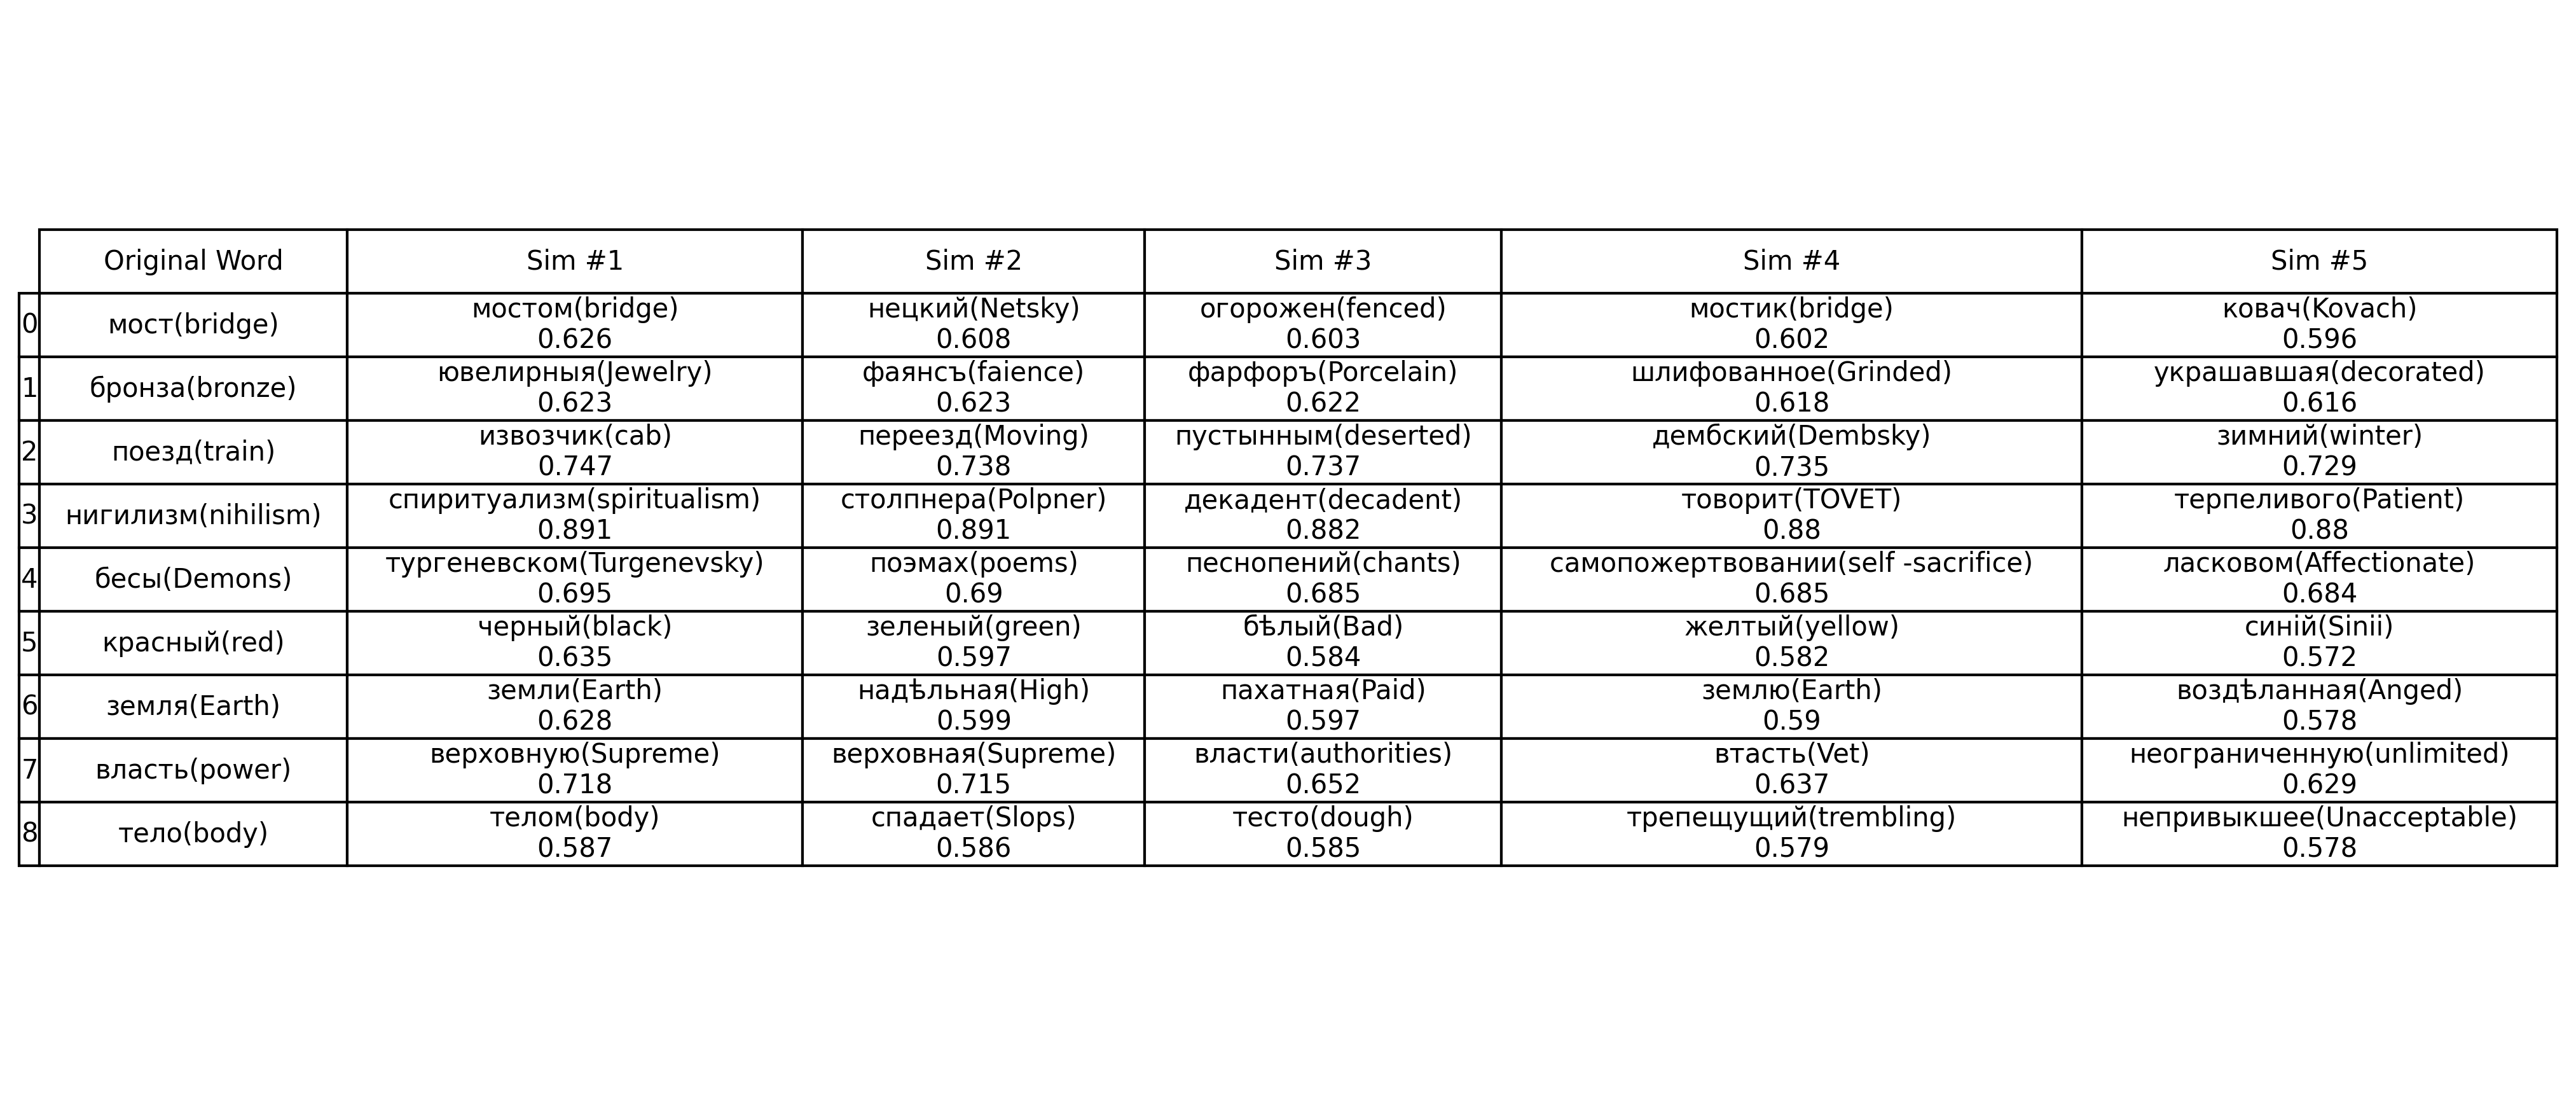 Original Word Sim #1 Sim #2 Sim #3 Sim #4 Sim #5
0 мост(bridge) мостом(bridge) нецкий(Netsky) огорожен(fenced) мостик(bridge) ковач(Kovach)
0.626 0.608 0.603 0.602 0.596
1 бронза(bronze) ювелирныя(Jewelry) фаянсъ(faience) фарфоръ(Porcelain) шлифованное(Grinded) украшавшая(decorated)
0.623 0.623 0.622 0.618 0.616
2 поезд(train) извозчик(cab) переезд(Moving) пустынным(deserted) дембский(Dembsky) зимний(winter)
0.747 0.738 0.737 0.735 0.729
3 нигилизм(nihilism) спиритуализм(spiritualism) столпнера(Polpner) декадент(decadent) товорит(TOVET) терпеливого(Patient)
0.891 0.891 0.882 0.88 0.88
4 бесы(Demons) тургеневском(Turgenevsky) поэмах(poems) песнопений(chants) самопожертвовании(self -sacrifice) ласковом(Affectionate)
0.695 0.69 0.685 0.685 0.684
5 красный(red) черный(black) зеленый(green) бѣлый(Bad) желтый(yellow) синій(Sinii)
0.635 0.597 0.584 0.582 0.572
6 земля(Earth) земли(Earth) надѣльная(High) пахатная(Paid) землю(Earth) воздѣланная(Anged)
0.628 0.599 0.597 0.59 0.578
7 власть(power) верховную(Supreme) верховная(Supreme) власти(authorities) втасть(Vet) неограниченную(unlimited)
0.718 0.715 0.652 0.637 0.629
8 тело(body) телом(body) спадает(Slops) тесто(dough) трепещущий(trembling) непривыкшее(Unacceptable)
0.587 0.586 0.585 0.579 0.578